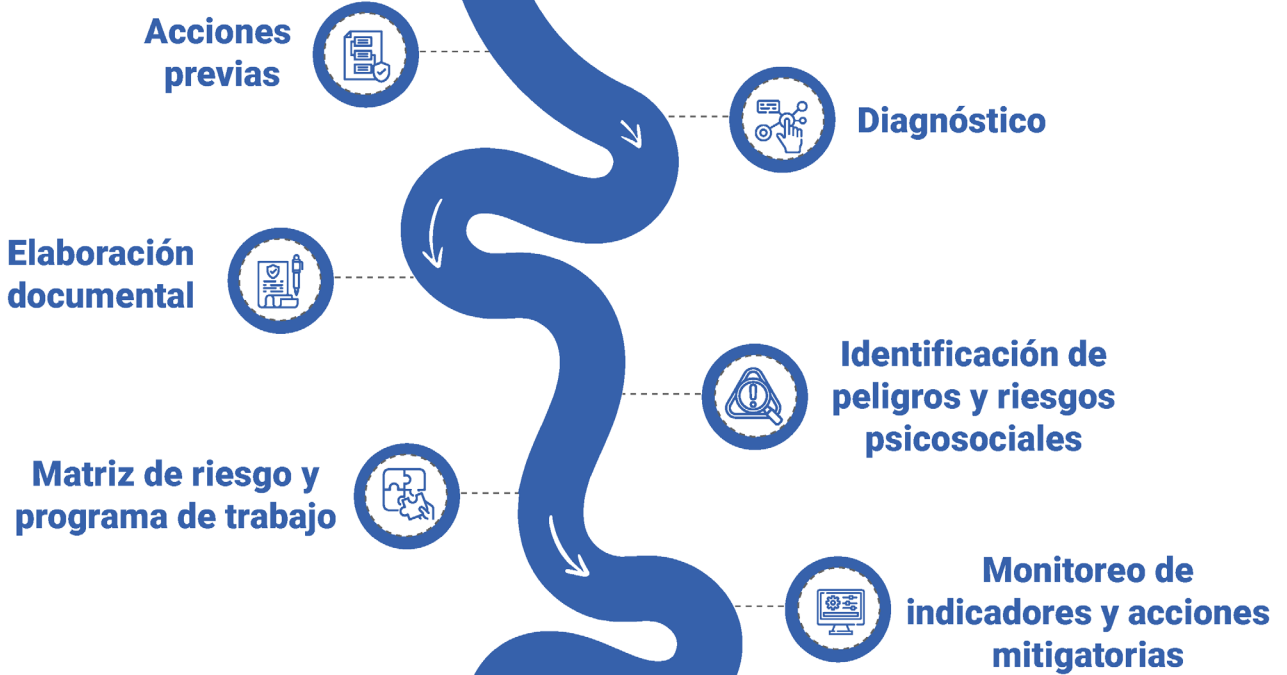 Acciones
previas
Diagnóstico
Elaboración
documental
Identificación de
peligros y riesgos
psicosociales
Matriz de riesgo y
programa de trabajo
Monitoreo de
indicadores y acciones
mitigatorias